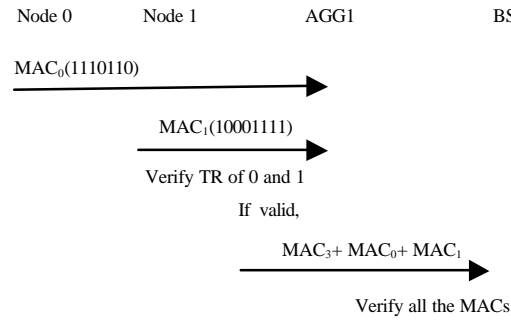 Node 0 Node 1 AGG1 BS
MAC₀(1110110)
MAC₁(10001111)
Verify TR of 0 and 1
If valid,
MAC₃+ MAC₀+ MAC₁
Verify all the MACs